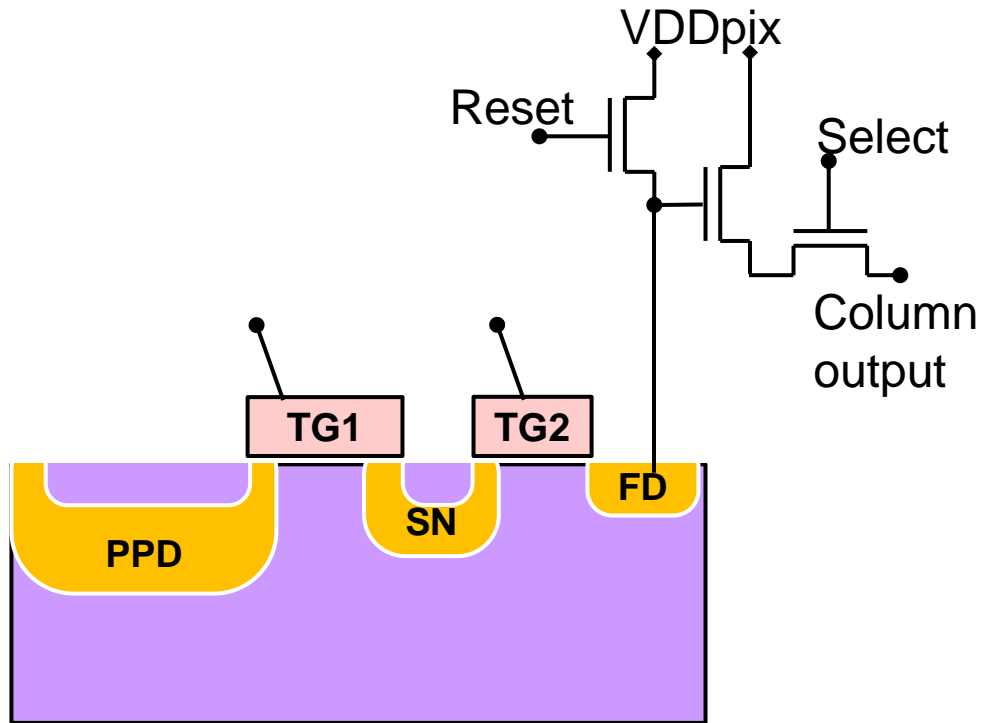 VDDpix
Reset
Select
Column
output
TG1
TG2
FD
SN
PPD